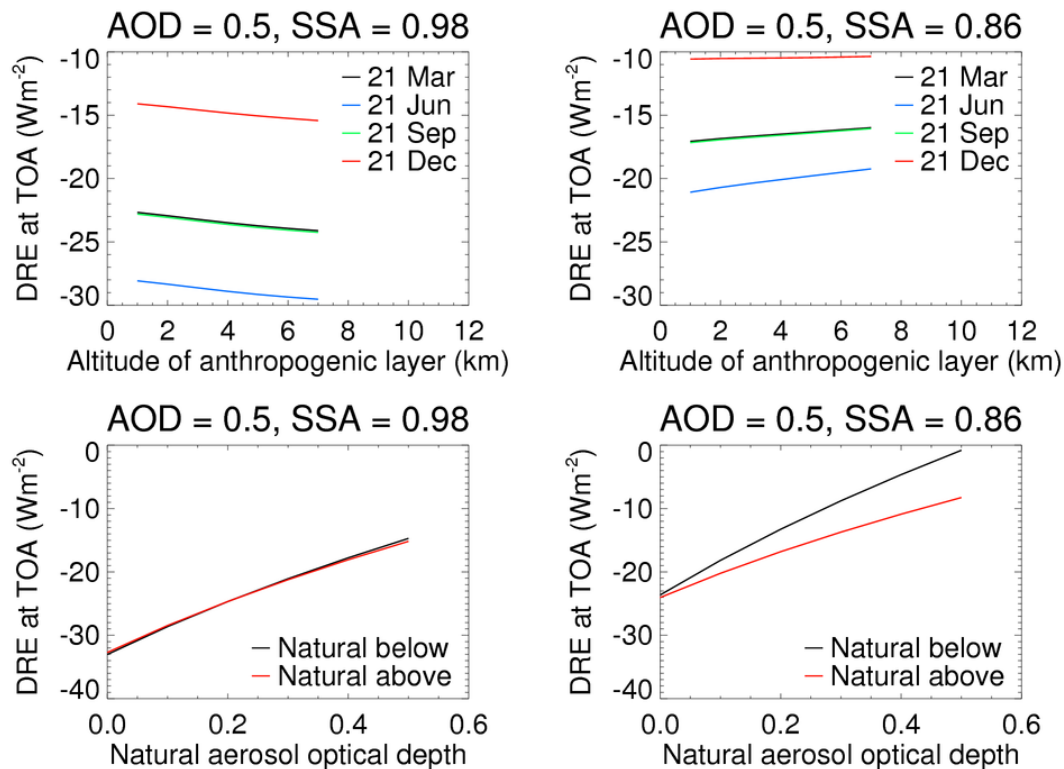 AOD = 0.5, SSA = 0.98
DRE at TOA (Wm-2)
-10
-15
-20
-25
-30
21 Mar
21 Jun
21 Sep
21 Dec
0 2 4 6 8 10 12
Altitude of anthropogenic layer (km)
AOD = 0.5, SSA = 0.86
DRE at TOA (Wm-2)
-10
-15
-20
-25
-30
21 Mar
21 Jun
21 Sep
21 Dec
0 2 4 6 8 10 12
Altitude of anthropogenic layer (km)
AOD = 0.5, SSA = 0.98
DRE at TOA (Wm-2)
0
-10
-20
-30
-40
Natural below
Natural above
0.0 0.2 0.4 0.6
Natural aerosol optical depth
AOD = 0.5, SSA = 0.86
DRE at TOA (Wm-2)
0
-10
-20
-30
-40
Natural below
Natural above
0.0 0.2 0.4 0.6
Natural aerosol optical depth